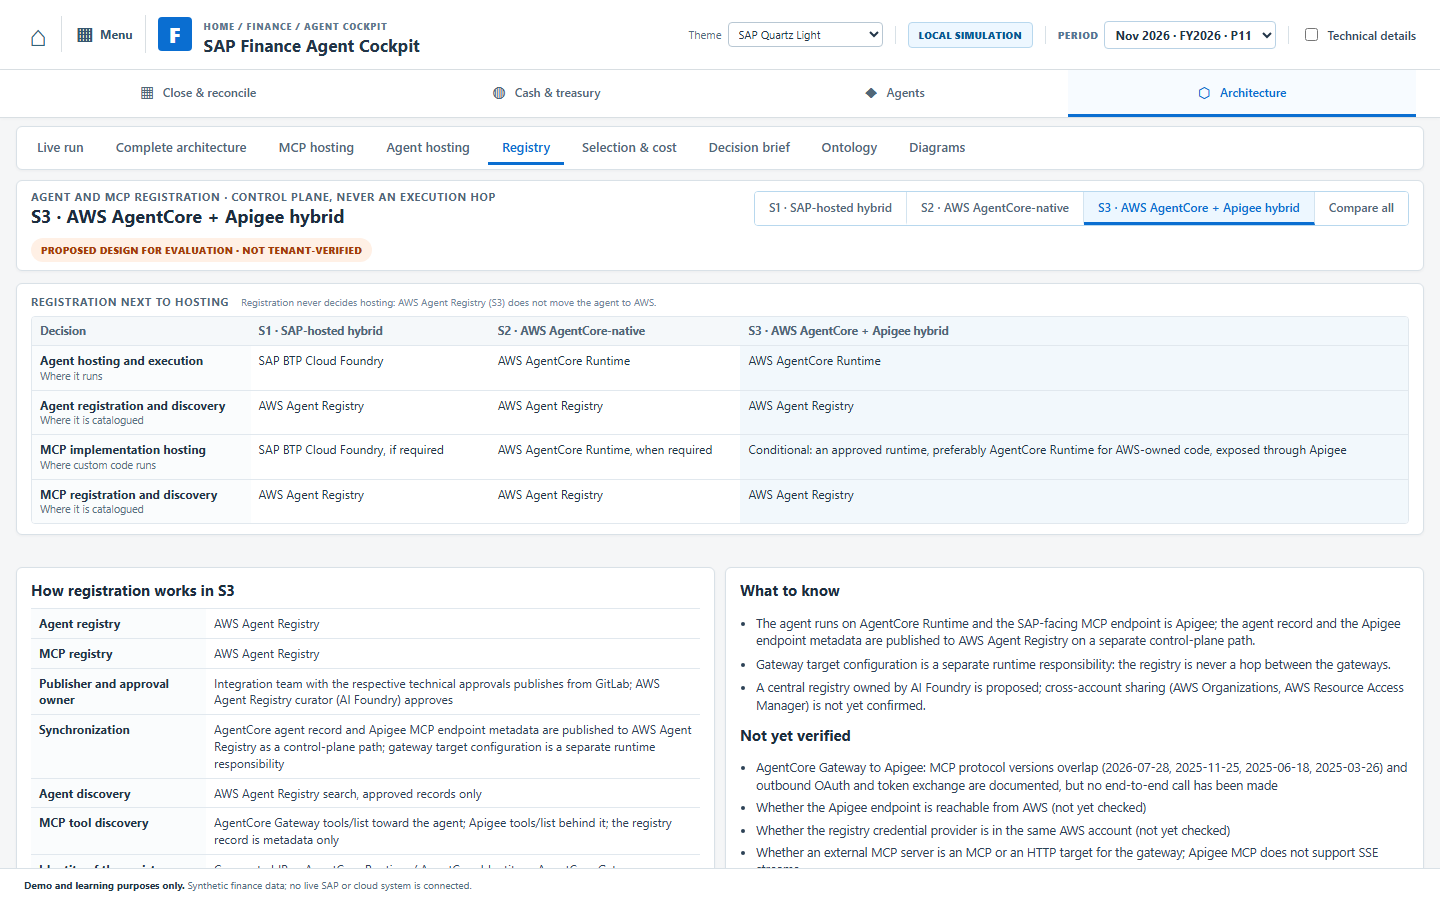 Menu
F
HOME / FINANCE / AGENT COCKPIT
SAP Finance Agent Cockpit
Theme
SAP Quartz Light
LOCAL SIMULATION
PERIOD
Nov 2026 · FY2026 · P11
Technical details
Close & reconcile
Cash & treasury
Agents
Architecture
Live run
Complete architecture
MCP hosting
Agent hosting
Registry
Selection & cost
Decision brief
Ontology
Diagrams
AGENT AND MCP REGISTRATION · CONTROL PLANE, NEVER AN EXECUTION HOP
S3 · AWS AgentCore + Apigee hybrid
PROPOSED DESIGN FOR EVALUATION · NOT TENANT-VERIFIED
S1 · SAP-hosted hybrid
S2 · AWS AgentCore-native
S3 · AWS AgentCore + Apigee hybrid
Compare all
REGISTRATION NEXT TO HOSTING Registration never decides hosting: AWS Agent Registry (S3) does not move the agent to AWS.
Decision
S1 · SAP-hosted hybrid
S2 · AWS AgentCore-native
S3 · AWS AgentCore + Apigee hybrid
Agent hosting and execution
Where it runs
SAP BTP Cloud Foundry
AWS AgentCore Runtime
AWS AgentCore Runtime
Agent registration and discovery
Where it is catalogued
AWS Agent Registry
AWS Agent Registry
AWS Agent Registry
MCP implementation hosting
Where custom code runs
SAP BTP Cloud Foundry, if required
AWS AgentCore Runtime, when required
Conditional: an approved runtime, preferably AgentCore Runtime for AWS-owned code, exposed through Apigee
MCP registration and discovery
Where it is catalogued
AWS Agent Registry
AWS Agent Registry
AWS Agent Registry
How registration works in S3
Agent registry
AWS Agent Registry
MCP registry
AWS Agent Registry
Publisher and approval
owner
Integration team with the respective technical approvals publishes from GitLab; AWS
Agent Registry curator (AI Foundry) approves
Synchronization
AgentCore agent record and Apigee MCP endpoint metadata are published to AWS Agent
Registry as a control-plane path; gateway target configuration is a separate runtime
responsibility
Agent discovery
AWS Agent Registry search, approved records only
MCP tool discovery
AgentCore Gateway tools/list toward the agent; Apigee tools/list behind it; the registry
record is metadata only
What to know
• The agent runs on AgentCore Runtime and the SAP-facing MCP endpoint is Apigee; the agent record and the Apigee
endpoint metadata are published to AWS Agent Registry on a separate control-plane path.
• Gateway target configuration is a separate runtime responsibility: the registry is never a hop between the gateways.
• A central registry owned by AI Foundry is proposed; cross-account sharing (AWS Organizations, AWS Resource Access
Manager) is not yet confirmed.
Not yet verified
• AgentCore Gateway to Apigee: MCP protocol versions overlap (2026-07-28, 2025-11-25, 2025-06-18, 2025-03-26) and
outbound OAuth and token exchange are documented, but no end-to-end call has been made
• Whether the Apigee endpoint is reachable from AWS (not yet checked)
• Whether the registry credential provider is in the same AWS account (not yet checked)
• Whether an external MCP server is an MCP or an HTTP target for the gateway; Apigee MCP does not support SSE
Demo and learning purposes only. Synthetic finance data; no live SAP or cloud system is connected.